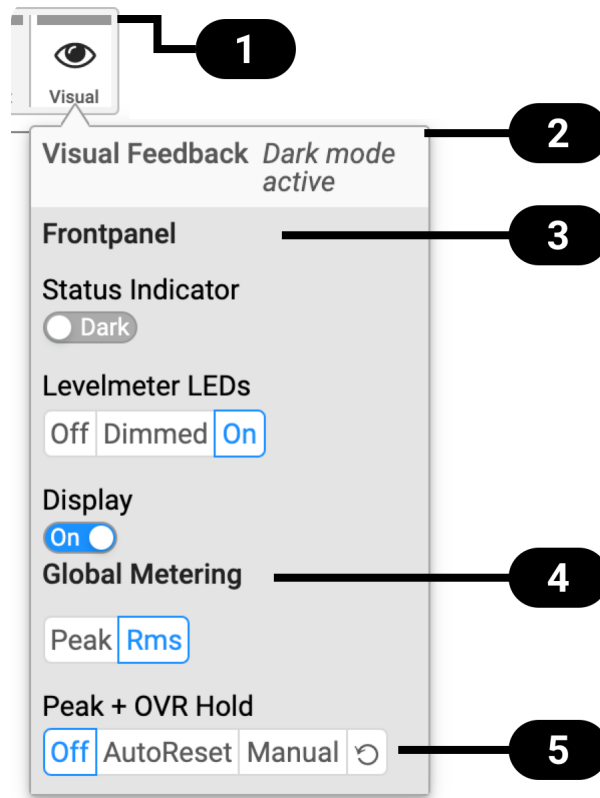 1
Visual
2
Visual Feedback Dark mode
active
Frontpanel
3
Status Indicator
Dark
Levelmeter LEDs
Off Dimmed On
Display
On
Global Metering
4
Peak Rms
Peak + OVR Hold
Off AutoReset Manual
5